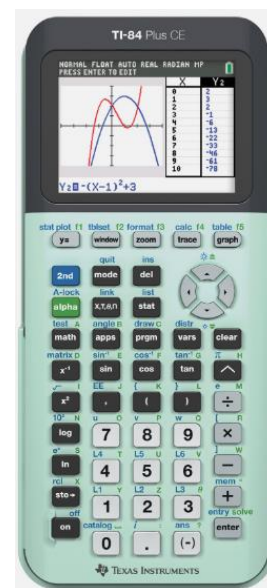 TI-84 Plus CE
NORMAL FLOAT AUTO REAL RADIAN MP
PRESS ENTER TO EDIT
X Y2
0 2
1 3
2 2
3 -1
4 -6
5 -13
6 -22
7 -33
8 -46
9 -61
10 -78
Y2=-(X-1)²+3
stat plot f1 tblset f2 format f3 calc f4 table f5
y= window zoom trace graph
quit ins
2nd mode del
A-lock link list
alpha X,T,θ,n stat
test A angle B draw C distr
math apps prgm vars clear
matrix D sin⁻¹ E cos⁻¹ F tan⁻¹ G π H
x⁻¹ sin cos tan ^
√ I EE J { K } L e M
x² , ( ) ÷
10ˣ N u O v P w Q [ R
log 7 8 9 ×
eˣ S L4 T L5 U L6 V ] W
ln 4 5 6 −
rcl X L1 Y L2 Z L3 θ mem "
sto→ 1 2 3 +
off catalog i : ans ? entry solve
on 0 . (-) enter
TEXAS INSTRUMENTS